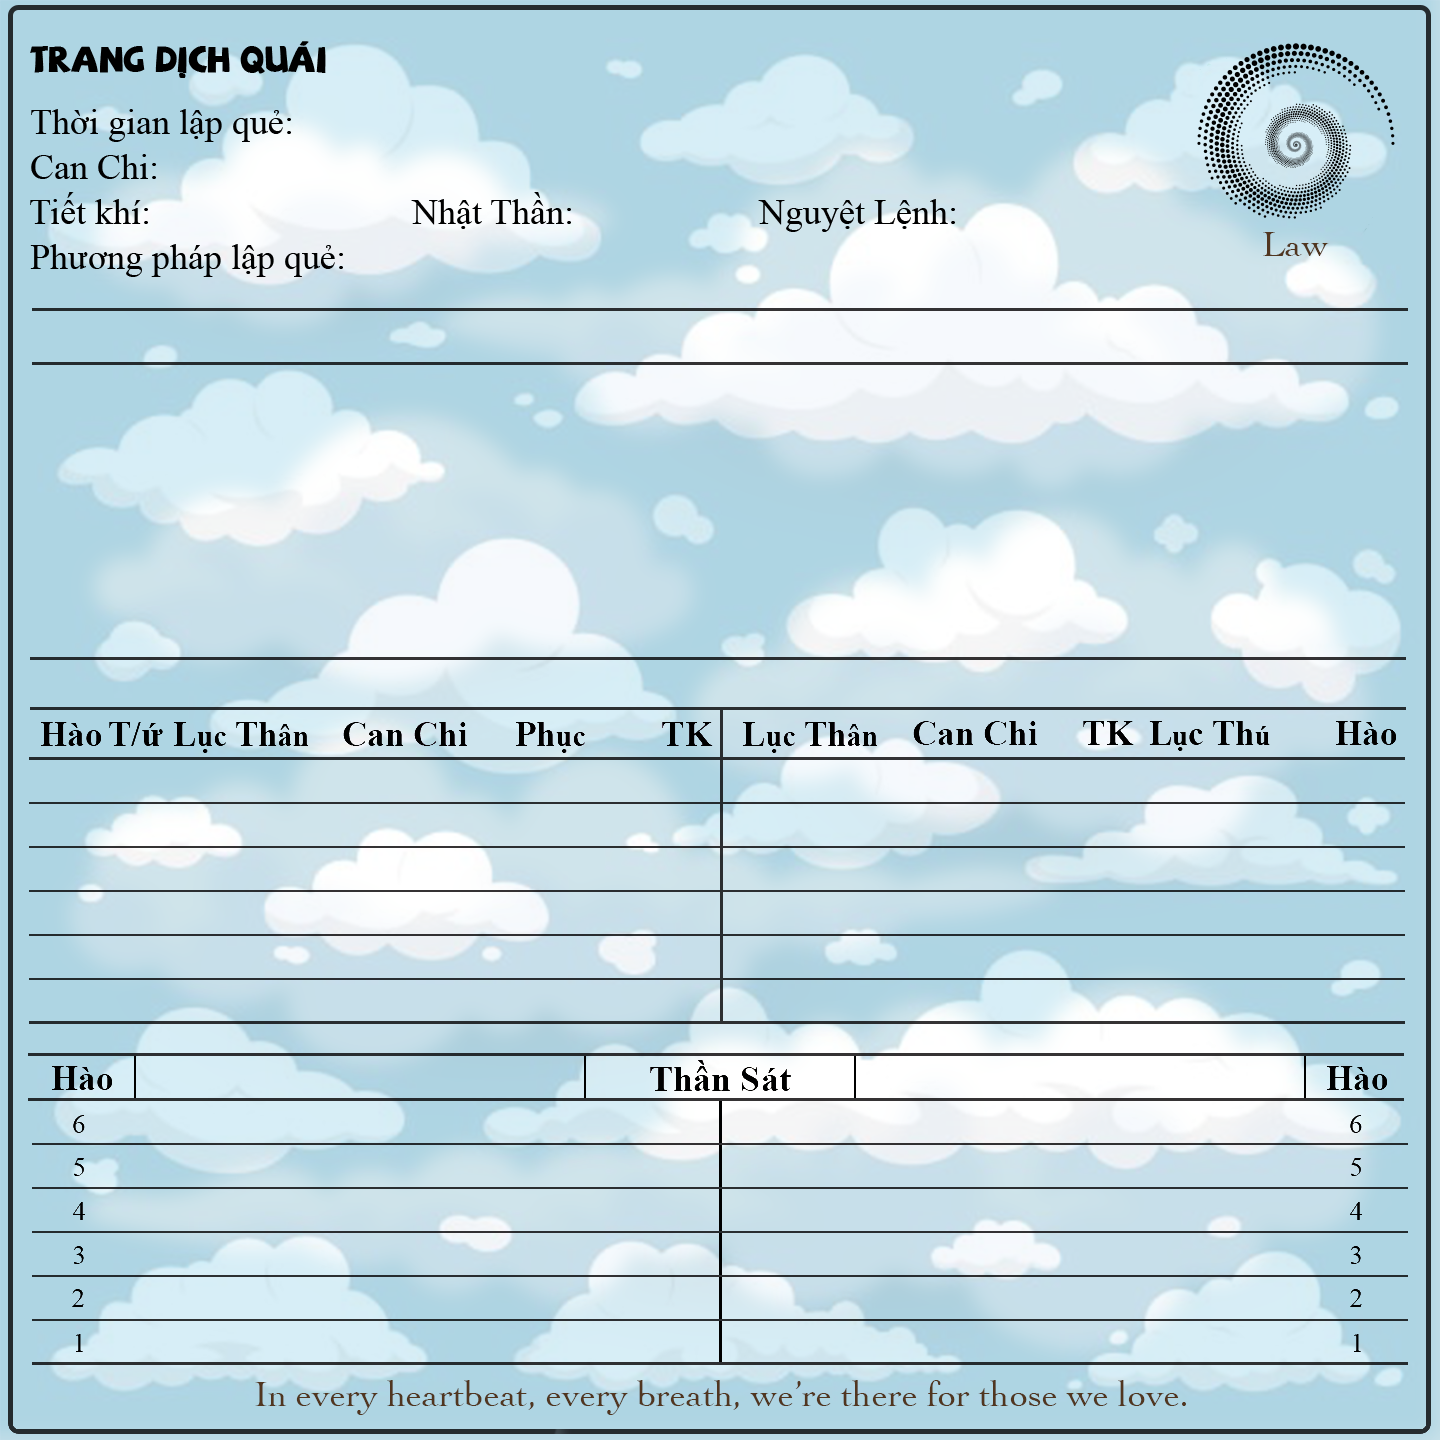 TRANG DỊCH QUÁI
Thời gian lập quẻ:
Can Chi:
Tiết khí: Nhật Thần: Nguyệt Lệnh:
Phương pháp lập quẻ:
Law
Hào T/ứ Lục Thân Can Chi Phục TK Lục Thân Can Chi TK Lục Thú Hào
Hào Thần Sát Hào
6 6
5 5
4 4
3 3
2 2
1 1
In every heartbeat, every breath, we're there for those we love.